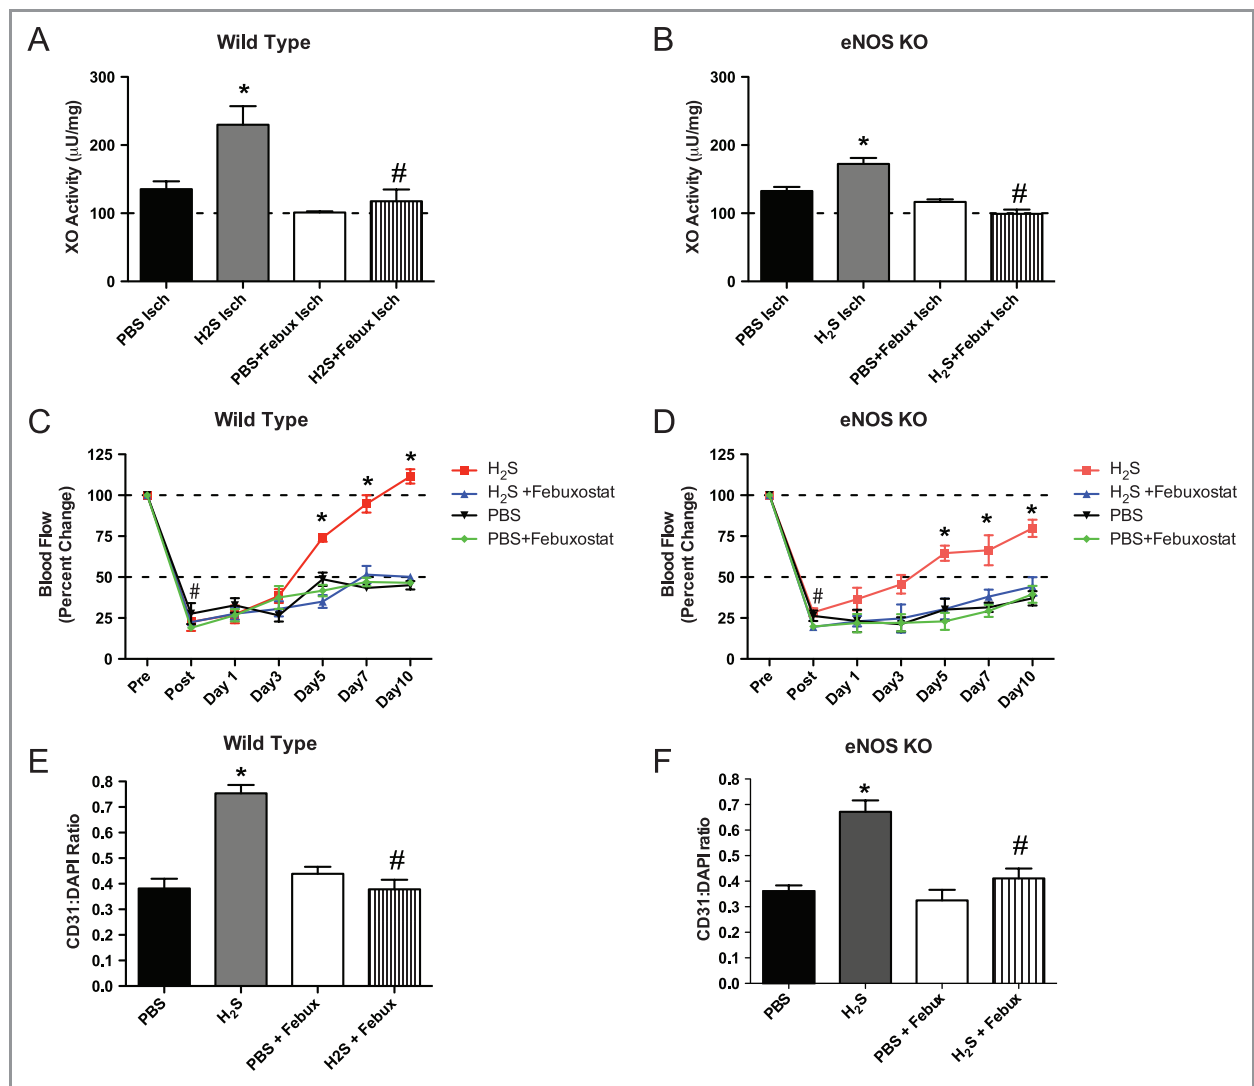 A
Wild Type
XO Activity (μU/mg)
300
200
100
0
*
#
PBS Isch
H2S Isch
PBS+Febux Isch
H2S+Febux Isch
B
eNOS KO
XO Activity (μU/mg)
300
200
100
0
*
#
PBS Isch
H₂S Isch
PBS+Febux Isch
H₂S+Febux Isch
C
Wild Type
Blood Flow
(Percent Change)
125
100
75
50
25
0
#
*
*
*
Pre
Post
Day 1
Day3
Day5
Day7
Day10
H₂S
H₂S +Febuxostat
PBS
PBS+Febuxostat
D
eNOS KO
Blood Flow
(Percent Change)
125
100
75
50
25
0
#
*
*
*
Pre
Post
Day 1
Day3
Day5
Day7
Day10
H₂S
H₂S +Febuxostat
PBS
PBS+Febuxostat
E
Wild Type
CD31:DAPI Ratio
0.8
0.7
0.6
0.5
0.4
0.3
0.2
0.1
0.0
*
#
PBS
H₂S
PBS + Febux
H2S + Febux
F
eNOS KO
CD31:DAPI ratio
0.8
0.7
0.6
0.5
0.4
0.3
0.2
0.1
0.0
*
#
PBS
H₂S
PBS + Febux
H₂S + Febux